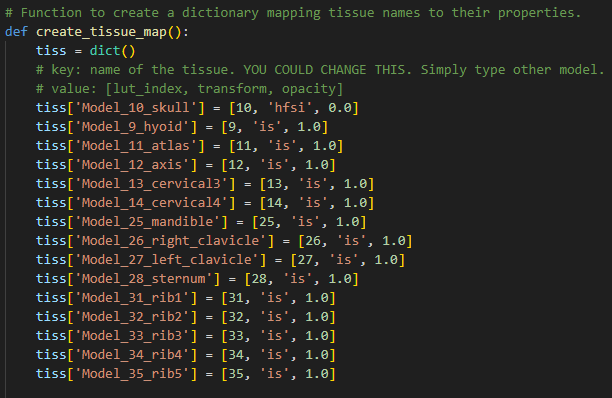 # Function to create a dictionary mapping tissue names to their properties.
def create_tissue_map():
    tiss = dict()
    # key: name of the tissue. YOU COULD CHANGE THIS. Simply type other model.
    # value: [lut_index, transform, opacity]
    tiss['Model_10_skull'] = [10, 'hfsi', 0.0]
    tiss['Model_9_hyoid'] = [9, 'is', 1.0]
    tiss['Model_11_atlas'] = [11, 'is', 1.0]
    tiss['Model_12_axis'] = [12, 'is', 1.0]
    tiss['Model_13_cervical3'] = [13, 'is', 1.0]
    tiss['Model_14_cervical4'] = [14, 'is', 1.0]
    tiss['Model_25_mandible'] = [25, 'is', 1.0]
    tiss['Model_26_right_clavicle'] = [26, 'is', 1.0]
    tiss['Model_27_left_clavicle'] = [27, 'is', 1.0]
    tiss['Model_28_sternum'] = [28, 'is', 1.0]
    tiss['Model_31_rib1'] = [31, 'is', 1.0]
    tiss['Model_32_rib2'] = [32, 'is', 1.0]
    tiss['Model_33_rib3'] = [33, 'is', 1.0]
    tiss['Model_34_rib4'] = [34, 'is', 1.0]
    tiss['Model_35_rib5'] = [35, 'is', 1.0]